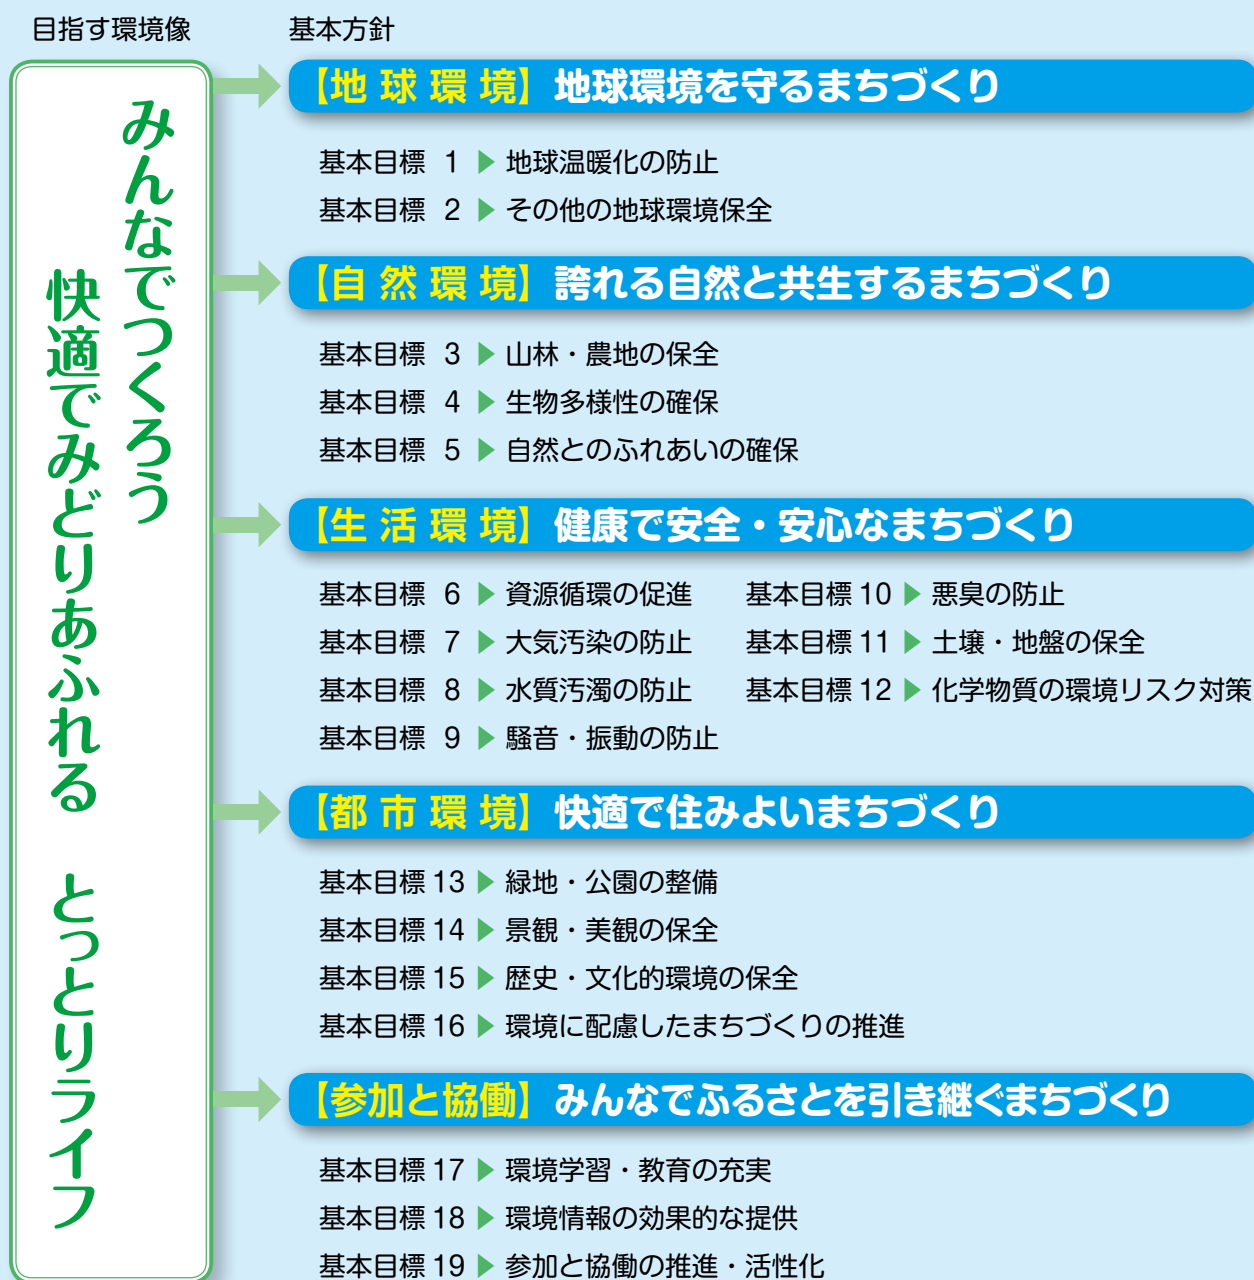 目指す環境像
基本方針
みんなでつくろう
快適でみどりあふれる とっとりライフ
【地球環境】地球環境を守るまちづくり
基本目標 1 ▶ 地球温暖化の防止
基本目標 2 ▶ その他の地球環境保全
【自然環境】誇れる自然と共生するまちづくり
基本目標 3 ▶ 山林・農地の保全
基本目標 4 ▶ 生物多様性の確保
基本目標 5 ▶ 自然とのふれあいの確保
【生活環境】健康で安全・安心なまちづくり
基本目標 6 ▶ 資源循環の促進
基本目標 7 ▶ 大気汚染の防止
基本目標 8 ▶ 水質汚濁の防止
基本目標 9 ▶ 騒音・振動の防止
基本目標 10 ▶ 悪臭の防止
基本目標 11 ▶ 土壌・地盤の保全
基本目標 12 ▶ 化学物質の環境リスク対策
【都市環境】快適で住みよいまちづくり
基本目標 13 ▶ 緑地・公園の整備
基本目標 14 ▶ 景観・美観の保全
基本目標 15 ▶ 歴史・文化的環境の保全
基本目標 16 ▶ 環境に配慮したまちづくりの推進
【参加と協働】みんなでふるさとを引き継ぐまちづくり
基本目標 17 ▶ 環境学習・教育の充実
基本目標 18 ▶ 環境情報の効果的な提供
基本目標 19 ▶ 参加と協働の推進・活性化